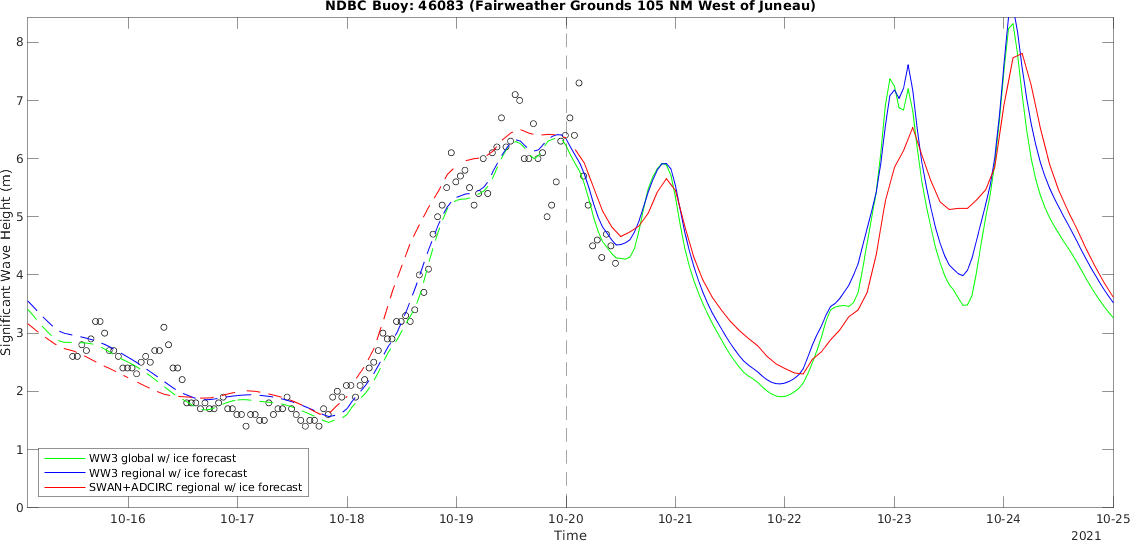 NDBC Buoy: 46083 (Fairweather Grounds 105 NM West of Juneau)
Significant Wave Height (m)
8
7
6
5
4
3
2
1
0
WW3 global w/ ice forecast
WW3 regional w/ ice forecast
SWAN+ADCIRC regional w/ ice forecast
10-16 10-17 10-18 10-19 10-20 10-21 10-22 10-23 10-24 10-25
Time
2021